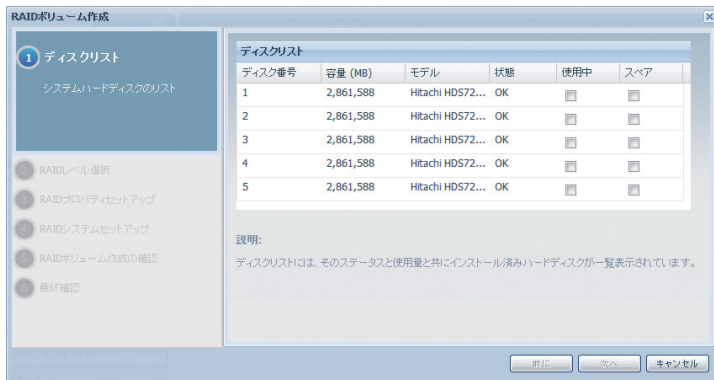 RAIDボリューム作成
1 ディスクリスト
システムハードディスクのリスト
2 RAIDレベル選択
3 RAIDプロパティセットアップ
4 RAIDシステムセットアップ
5 RAIDボリューム作成の確認
6 最終確認
ディスクリスト
ディスク番号 容量 (MB) モデル 状態 使用中 スペア
1 2,861,588 Hitachi HDS72... OK
2 2,861,588 Hitachi HDS72... OK
3 2,861,588 Hitachi HDS72... OK
4 2,861,588 Hitachi HDS72... OK
5 2,861,588 Hitachi HDS72... OK
説明:
ディスクリストには、そのステータスと使用量と共にインストール済みハードディスクが一覧表示されています。
前に 次へ キャンセル